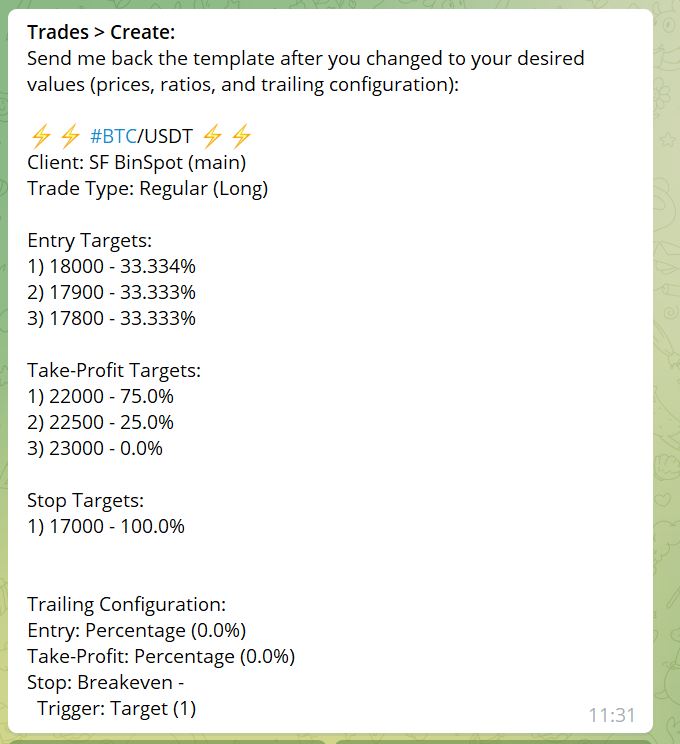 Trades > Create:
Send me back the template after you changed to your desired
values (prices, ratios, and trailing configuration):
⚡⚡ #BTC/USDT ⚡⚡
Client: SF BinSpot (main)
Trade Type: Regular (Long)
Entry Targets:
1) 18000 - 33.334%
2) 17900 - 33.333%
3) 17800 - 33.333%
Take-Profit Targets:
1) 22000 - 75.0%
2) 22500 - 25.0%
3) 23000 - 0.0%
Stop Targets:
1) 17000 - 100.0%
Trailing Configuration:
Entry: Percentage (0.0%)
Take-Profit: Percentage (0.0%)
Stop: Breakeven -
Trigger: Target (1)
11:31